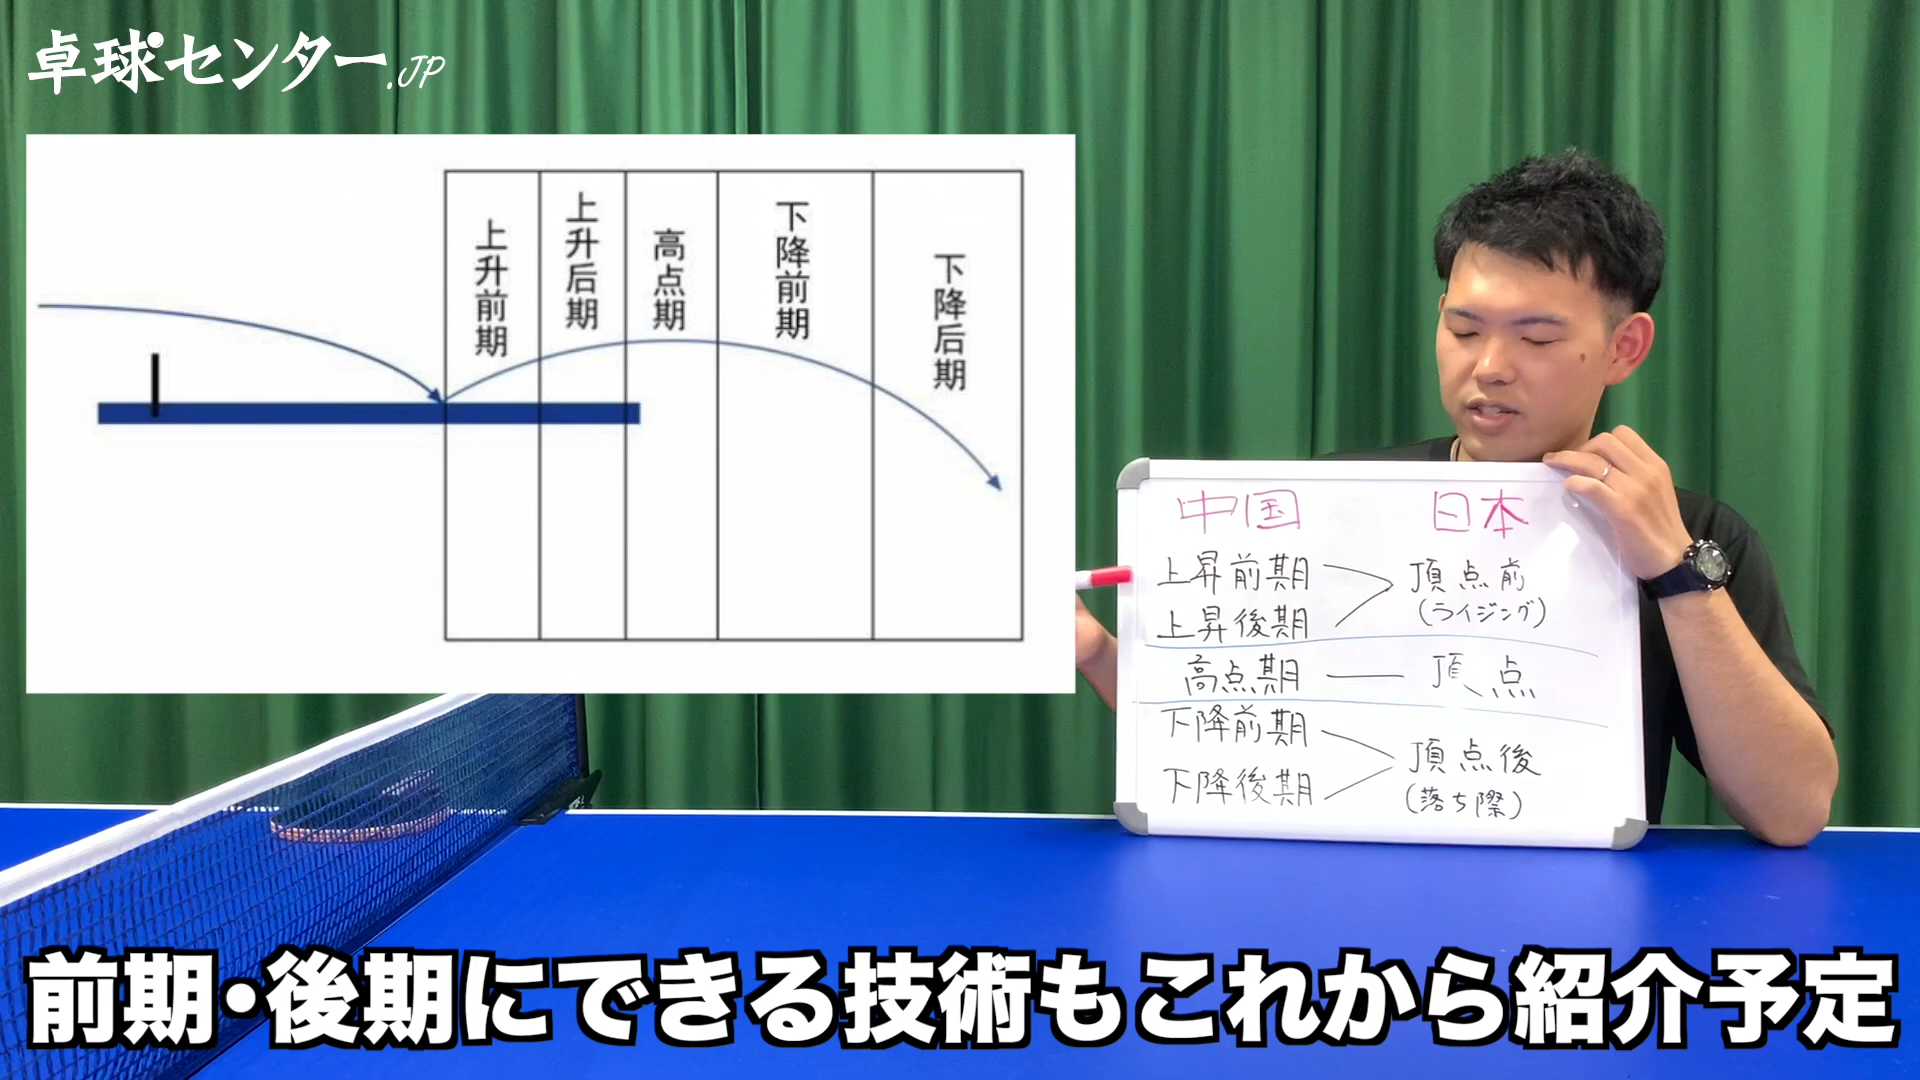 卓球センター.JP
上升前期
上升后期
高点期
下降前期
下降后期
中国 日本
上昇前期 頂点前
(ライジング)
上昇後期
高点期 頂点
下降前期
頂点後
下降後期 (落ち際)
前期・後期にできる技術もこれから紹介予定